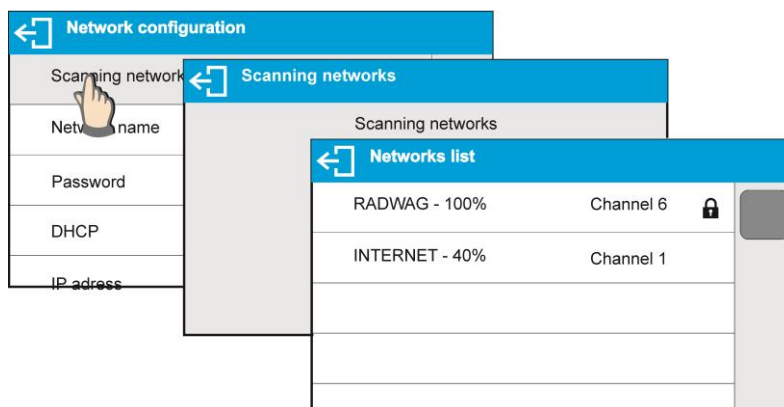 Network configuration
Scanning network
Network name
Password
DHCP
IP adress
Scanning networks
Scanning networks
Networks list
RADWAG - 100% Channel 6
INTERNET - 40% Channel 1